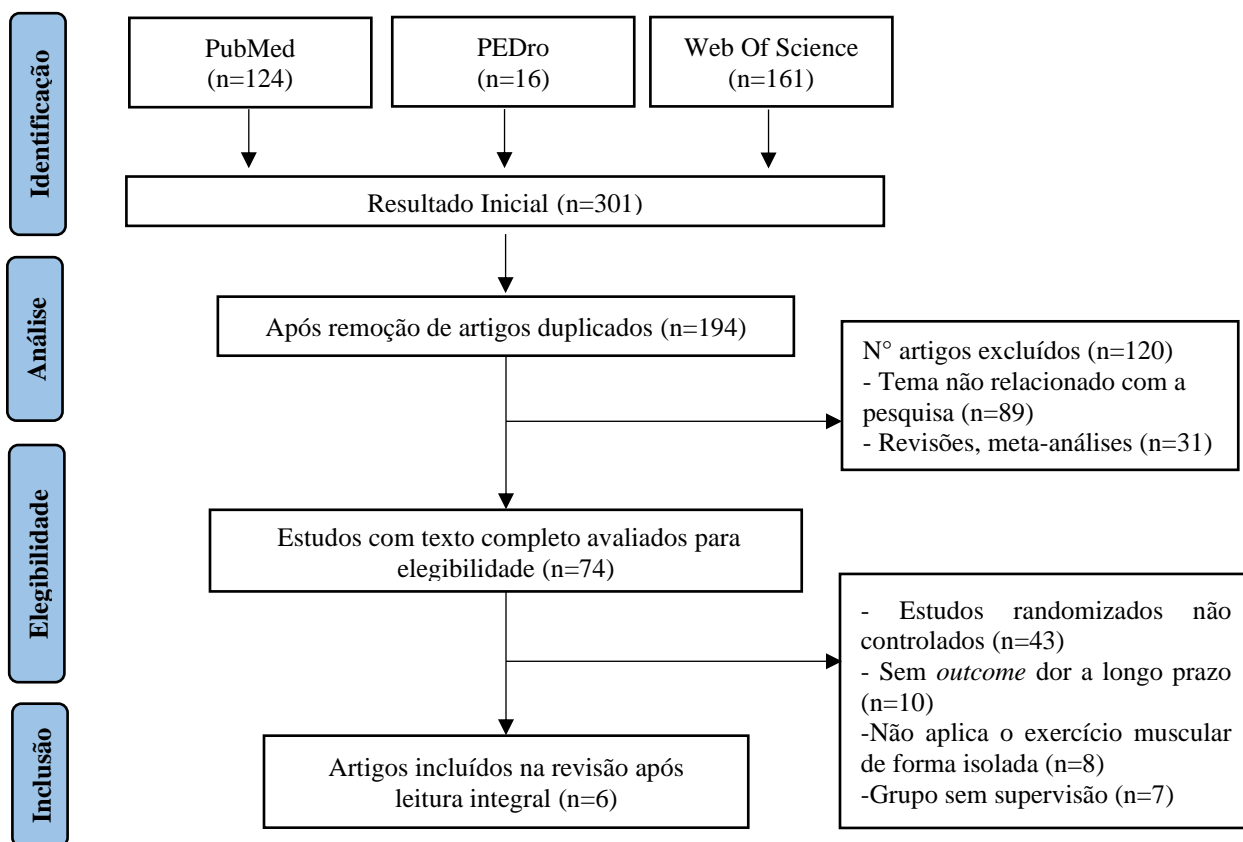 Identificação
PubMed
(n=124)
PEDro
(n=16)
Web Of Science
(n=161)
Resultado Inicial (n=301)
Análise
Após remoção de artigos duplicados (n=194)
N° artigos excluídos (n=120)
- Tema não relacionado com a
pesquisa (n=89)
- Revisões, meta-análises (n=31)
Elegibilidade
Estudos com texto completo avaliados para
elegibilidade (n=74)
- Estudos randomizados não
controlados (n=43)
- Sem outcome dor a longo prazo
(n=10)
-Não aplica o exercício muscular
de forma isolada (n=8)
-Grupo sem supervisão (n=7)
Inclusão
Artigos incluídos na revisão após
leitura integral (n=6)